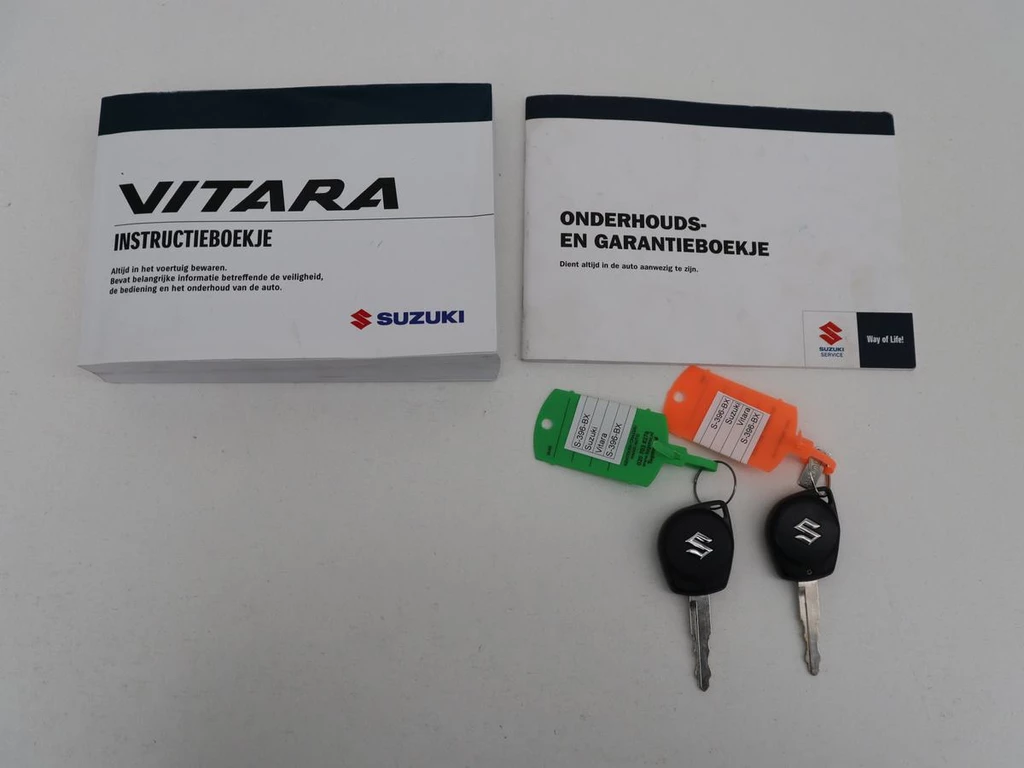 VITARA
INSTRUCTIEBOEKJE
Altijd in het voertuig bewaren.
Bevat belangrijke informatie betreffende de veiligheid,
de bediening en het onderhoud van de auto.
SUZUKI
ONDERHOUDS-
EN GARANTIEBOEKJE
Dient altijd in de auto aanwezig te zijn.
SUZUKI
SERVICE
Way of Life!
S-396-BX
Suzuki
Vitara
S-396-BX
S-396-BX
Suzuki
Vitara
S-396-BX